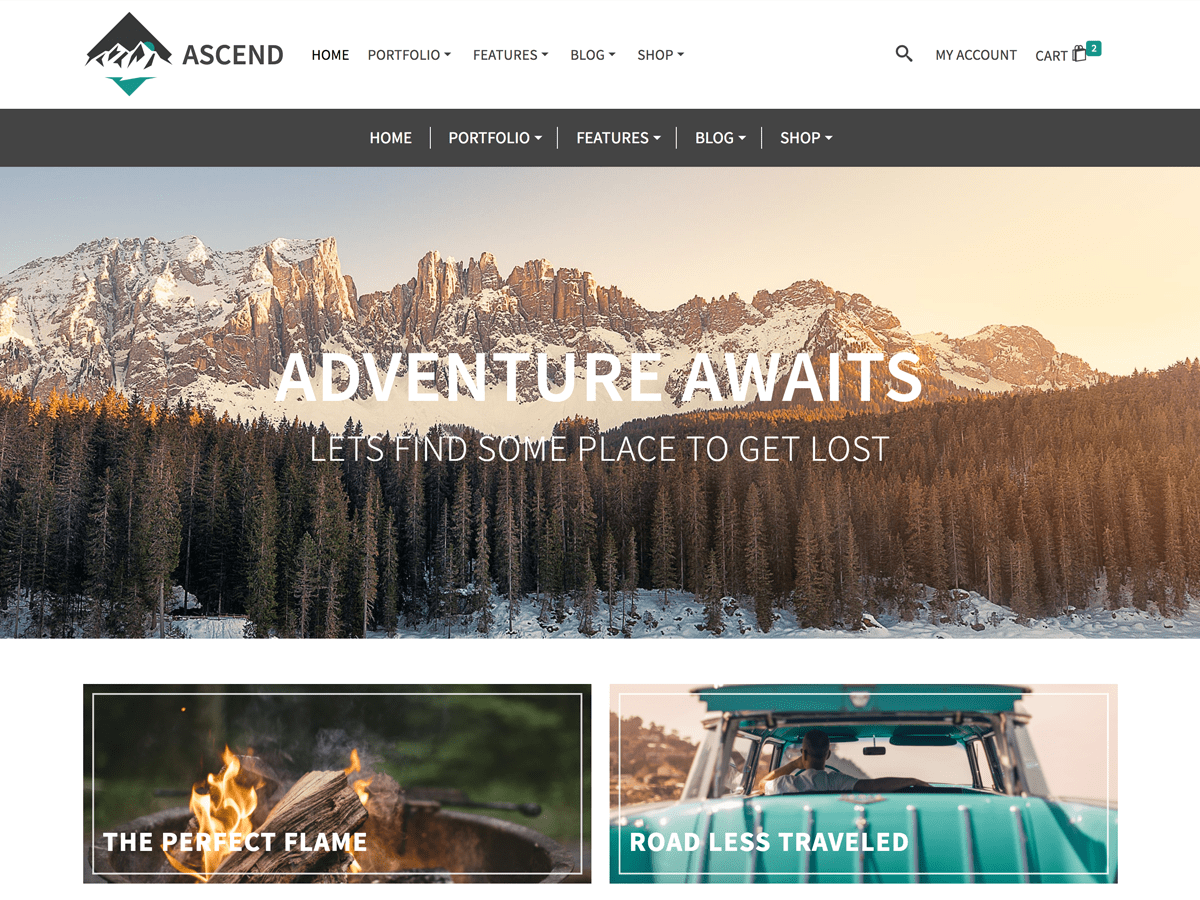 ASCEND HOME PORTFOLIO FEATURES BLOG SHOP MY ACCOUNT CART 2
HOME PORTFOLIO FEATURES BLOG SHOP
ADVENTURE AWAITS
LETS FIND SOME PLACE TO GET LOST
THE PERFECT FLAME
ROAD LESS TRAVELED